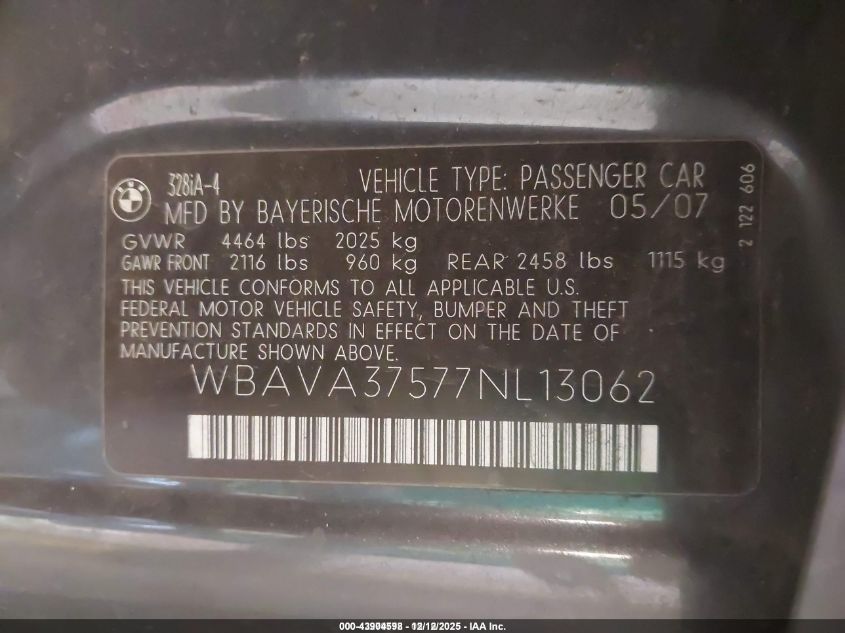 328iA-4 VEHICLE TYPE: PASSENGER CAR
MFD BY BAYERISCHE MOTORENWERKE 05/07
GVWR 4464 lbs 2025 kg
GAWR FRONT 2116 lbs 960 kg REAR 2458 lbs 1115 kg
THIS VEHICLE CONFORMS TO ALL APPLICABLE U.S.
FEDERAL MOTOR VEHICLE SAFETY, BUMPER AND THEFT
PREVENTION STANDARDS IN EFFECT ON THE DATE OF
MANUFACTURE SHOWN ABOVE.
WBAVA37577NL13062
2 122 606
BMW
000-43904598 - 12/12/2025 - IAA Inc.